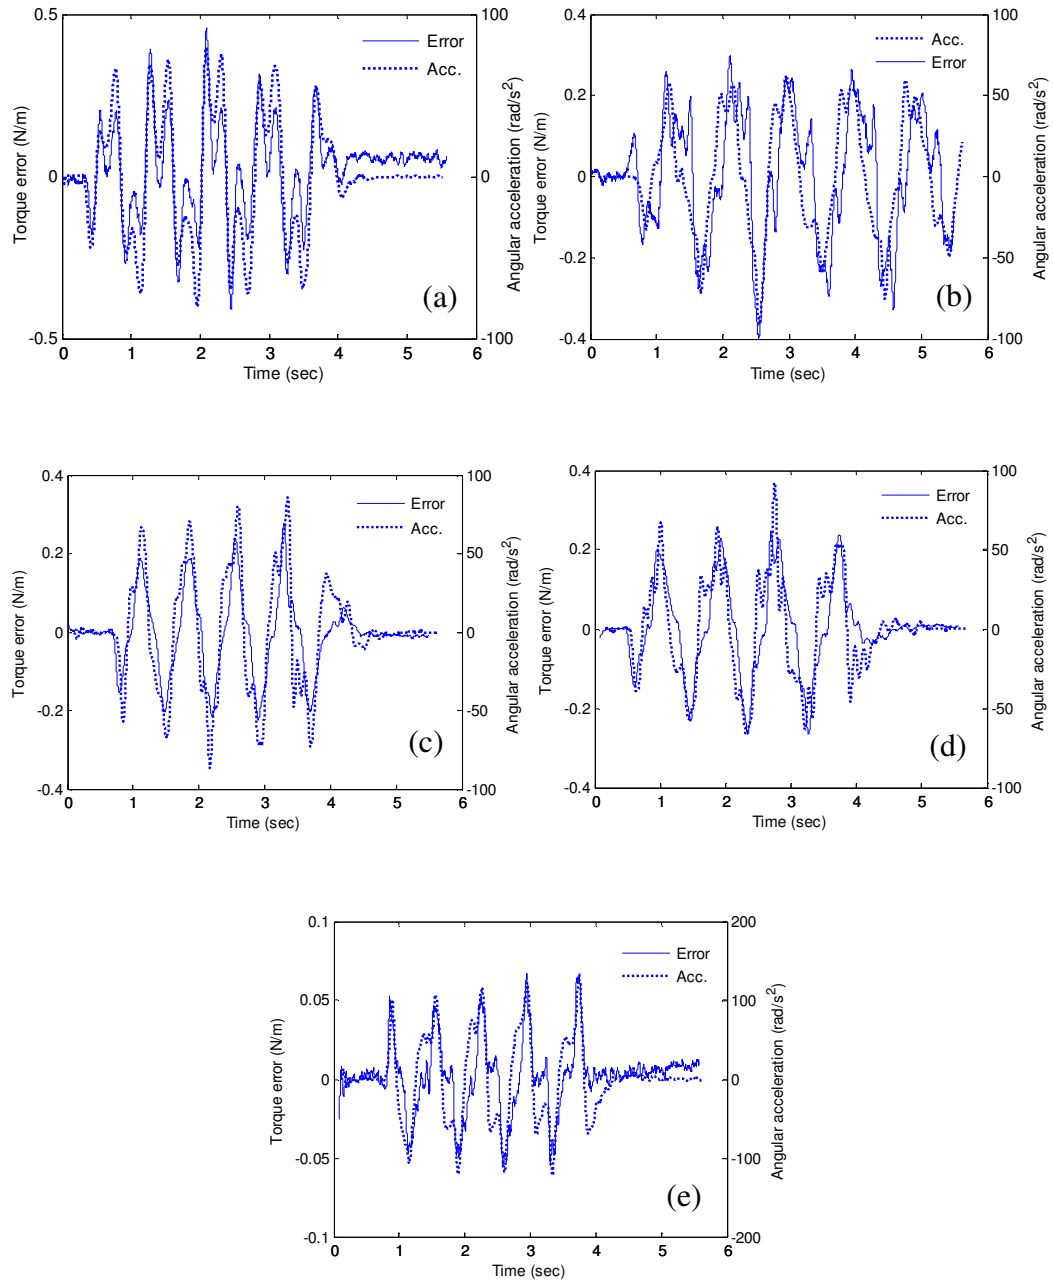 0.5
0
-0.5
100
0
-100
0 1 2 3 4 5 6
Torque error (N/m)
Angular acceleration (rad/s²)
Time (sec)
Error
Acc.
(a)
0.4
0.2
0
-0.2
-0.4
100
50
0
-50
-100
0 1 2 3 4 5 6
Torque error (N/m)
Angular acceleration (rad/s²)
Time (sec)
Acc.
Error
(b)
0.4
0.2
0
-0.2
-0.4
100
50
0
-50
-100
0 1 2 3 4 5 6
Torque error (N/m)
Angular acceleration (rad/s²)
Time (sec)
Error
Acc.
(c)
0.4
0.2
0
-0.2
-0.4
100
50
0
-50
-100
0 1 2 3 4 5 6
Torque error (N/m)
Angular acceleration (rad/s²)
Time (sec)
Error
Acc.
(d)
0.1
0.05
0
-0.05
-0.1
200
100
0
-100
-200
0 1 2 3 4 5 6
Torque error (N/m)
Angular acceleration (rad/s²)
Time (sec)
Error
Acc.
(e)